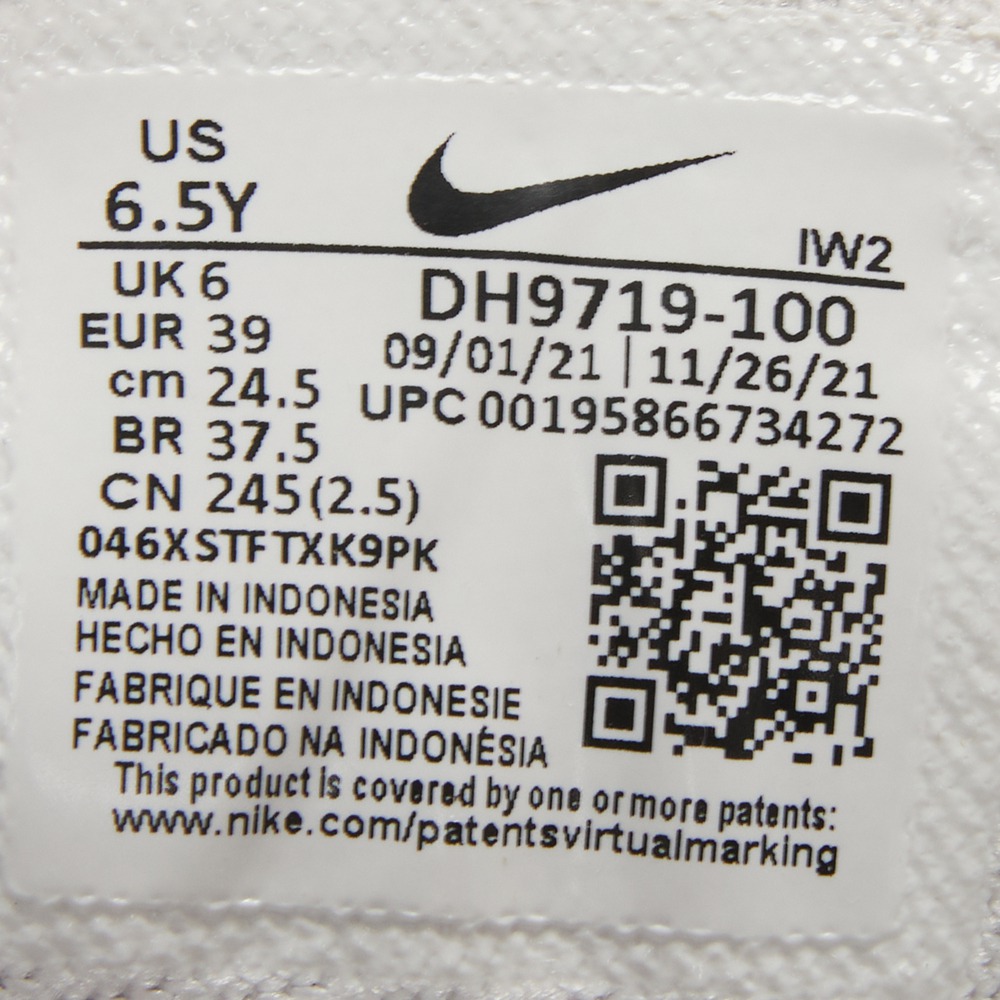 US
6.5Y
IW2
UK 6
EUR 39
cm 24.5
BR 37.5
CN 245(2.5)
DH9719-100
09/01/21 | 11/26/21
UPC 00195866734272
046XSTFTXK9PK
MADE IN INDONESIA
HECHO EN INDONESIA
FABRIQUE EN INDONESIE
FABRICADO NA INDONÉSIA
This product is covered by one or more patents:
www.nike.com/patentsvirtualmarking